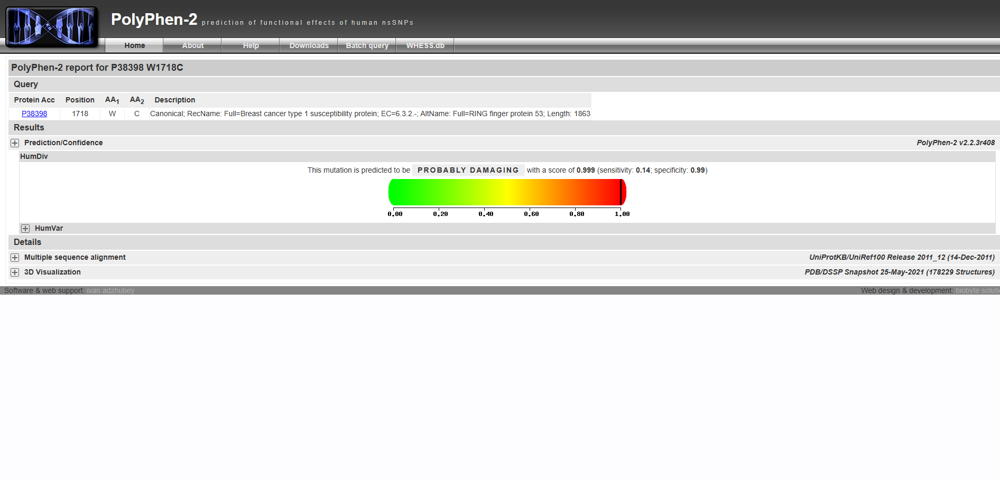 PolyPhen-2 prediction of functional effects of human nsSNPs
Home About Help Downloads Batch query WHESS.db
PolyPhen-2 report for P38398 W1718C
Query
Protein Acc Position AA1 AA2 Description
P38398 1718 W C Canonical; RecName: Full=Breast cancer type 1 susceptibility protein; EC=6.3.2.-; AltName: Full=RING finger protein 53; Length: 1863
Results
Prediction/Confidence PolyPhen-2 v2.2.3r408
HumDiv
This mutation is predicted to be PROBABLY DAMAGING with a score of 0.999 (sensitivity: 0.14; specificity: 0.99)
0.00 0.20 0.40 0.60 0.80 1.00
HumVar
Details
Multiple sequence alignment UniProtKB/UniRef100 Release 2011_12 (14-Dec-2011)
3D Visualization PDB/DSSP Snapshot 25-May-2021 (178229 Structures)
Software & web support: ivan adzhubey Web design & development: biobyte soluti